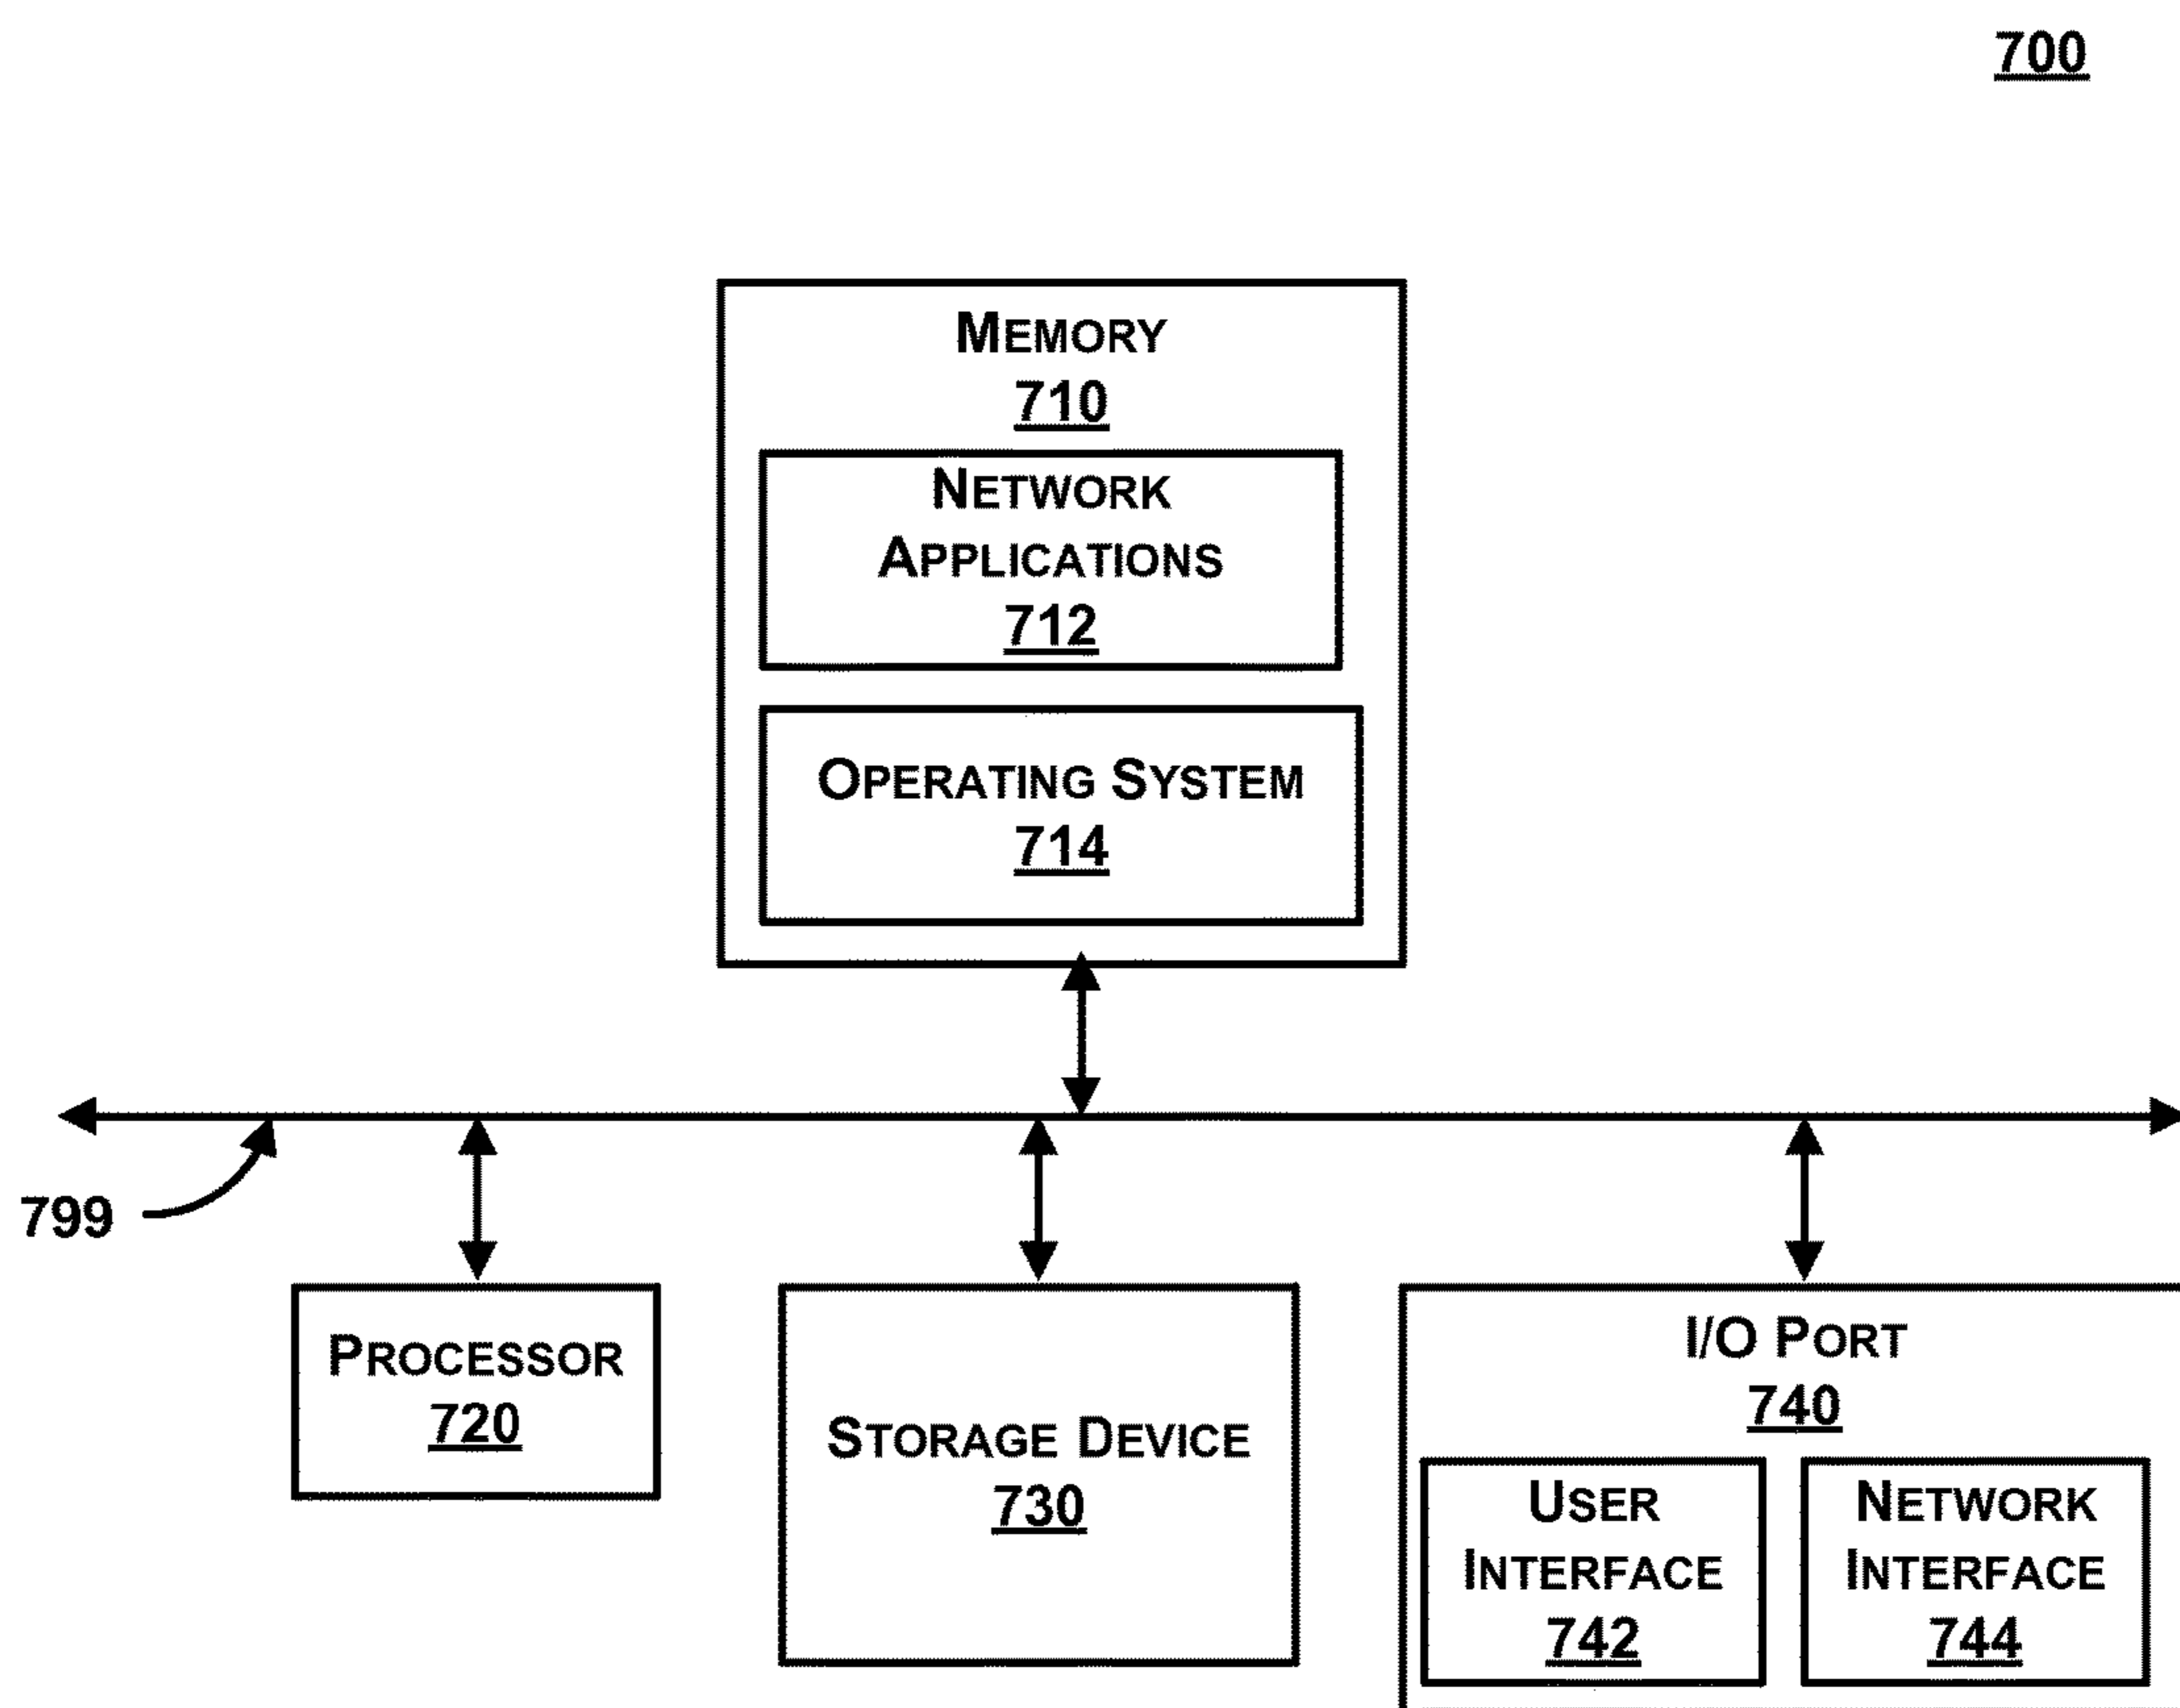 700
MEMORY
710
NETWORK
APPLICATIONS
712
OPERATING SYSTEM
714
799
PROCESSOR
720
STORAGE DEVICE
730
I/O PORT
740
USER
INTERFACE
742
NETWORK
INTERFACE
744